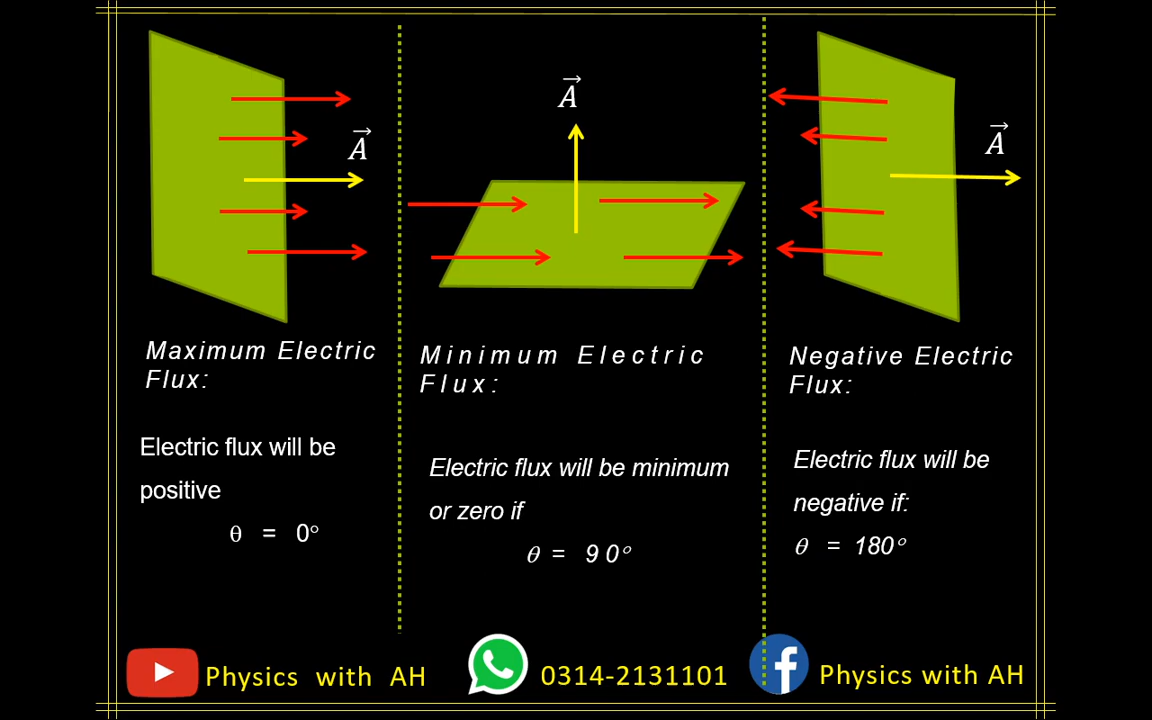 A
A
A
Maximum Electric
Flux:
Electric flux will be
positive
θ = 0°
Minimum Electric
Flux:
Electric flux will be minimum
or zero if
θ = 90°
Negative Electric
Flux:
Electric flux will be
negative if:
θ = 180°
Physics with AH
0314-2131101
Physics with AH